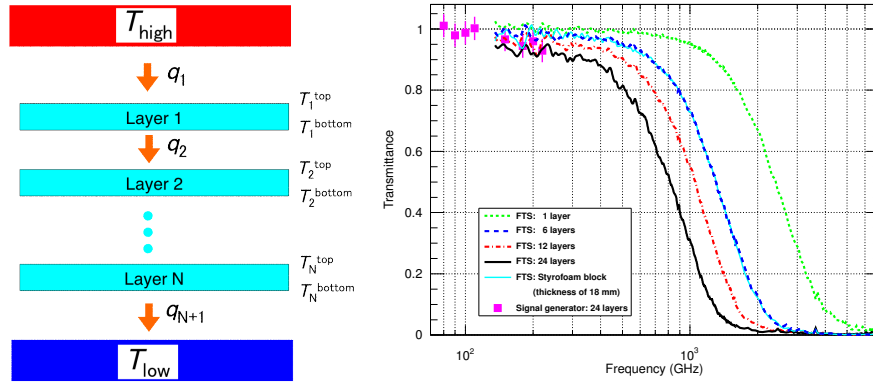 T_high
q_1
T_1^top
Layer 1
T_1^bottom
q_2
T_2^top
Layer 2
T_2^bottom
T_N^top
Layer N
T_N^bottom
q_N+1
T_low
Transmittance
1
0.8
0.6
0.4
0.2
0
FTS: 1 layer
FTS: 6 layers
FTS: 12 layers
FTS: 24 layers
FTS: Styrofoam block
(thickness of 18 mm)
Signal generator: 24 layers
10^2
10^3
Frequency (GHz)